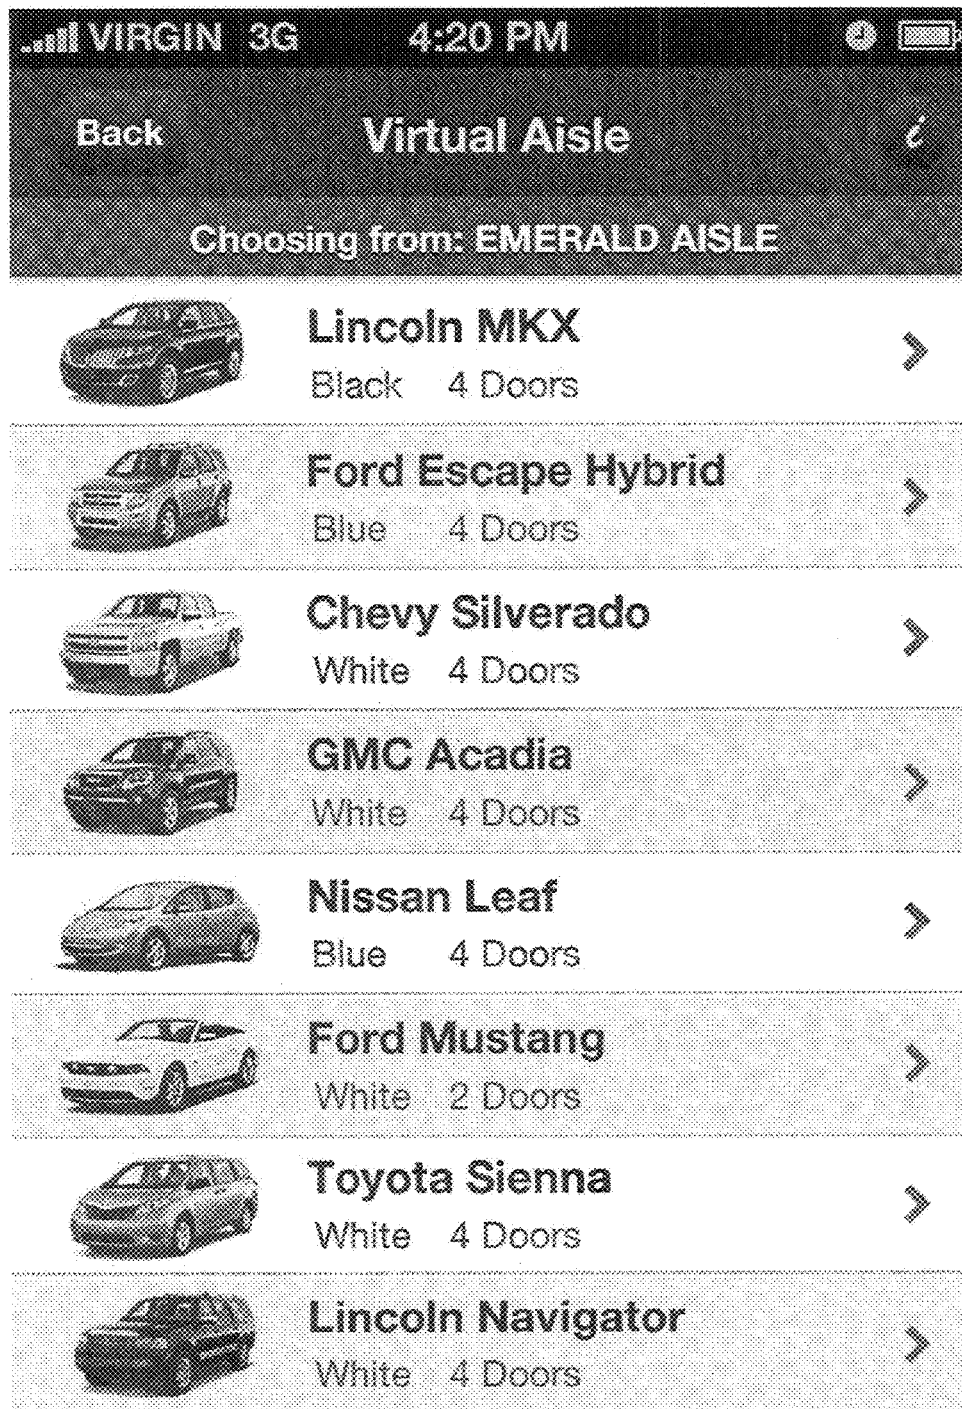 VIRGIN 3G 4:20 PM
Back Virtual Aisle i
Choosing from: EMERALD AISLE
Lincoln MKX
Black 4 Doors
Ford Escape Hybrid
Blue 4 Doors
Chevy Silverado
White 4 Doors
GMC Acadia
White 4 Doors
Nissan Leaf
Blue 4 Doors
Ford Mustang
White 2 Doors
Toyota Sienna
White 4 Doors
Lincoln Navigator
White 4 Doors